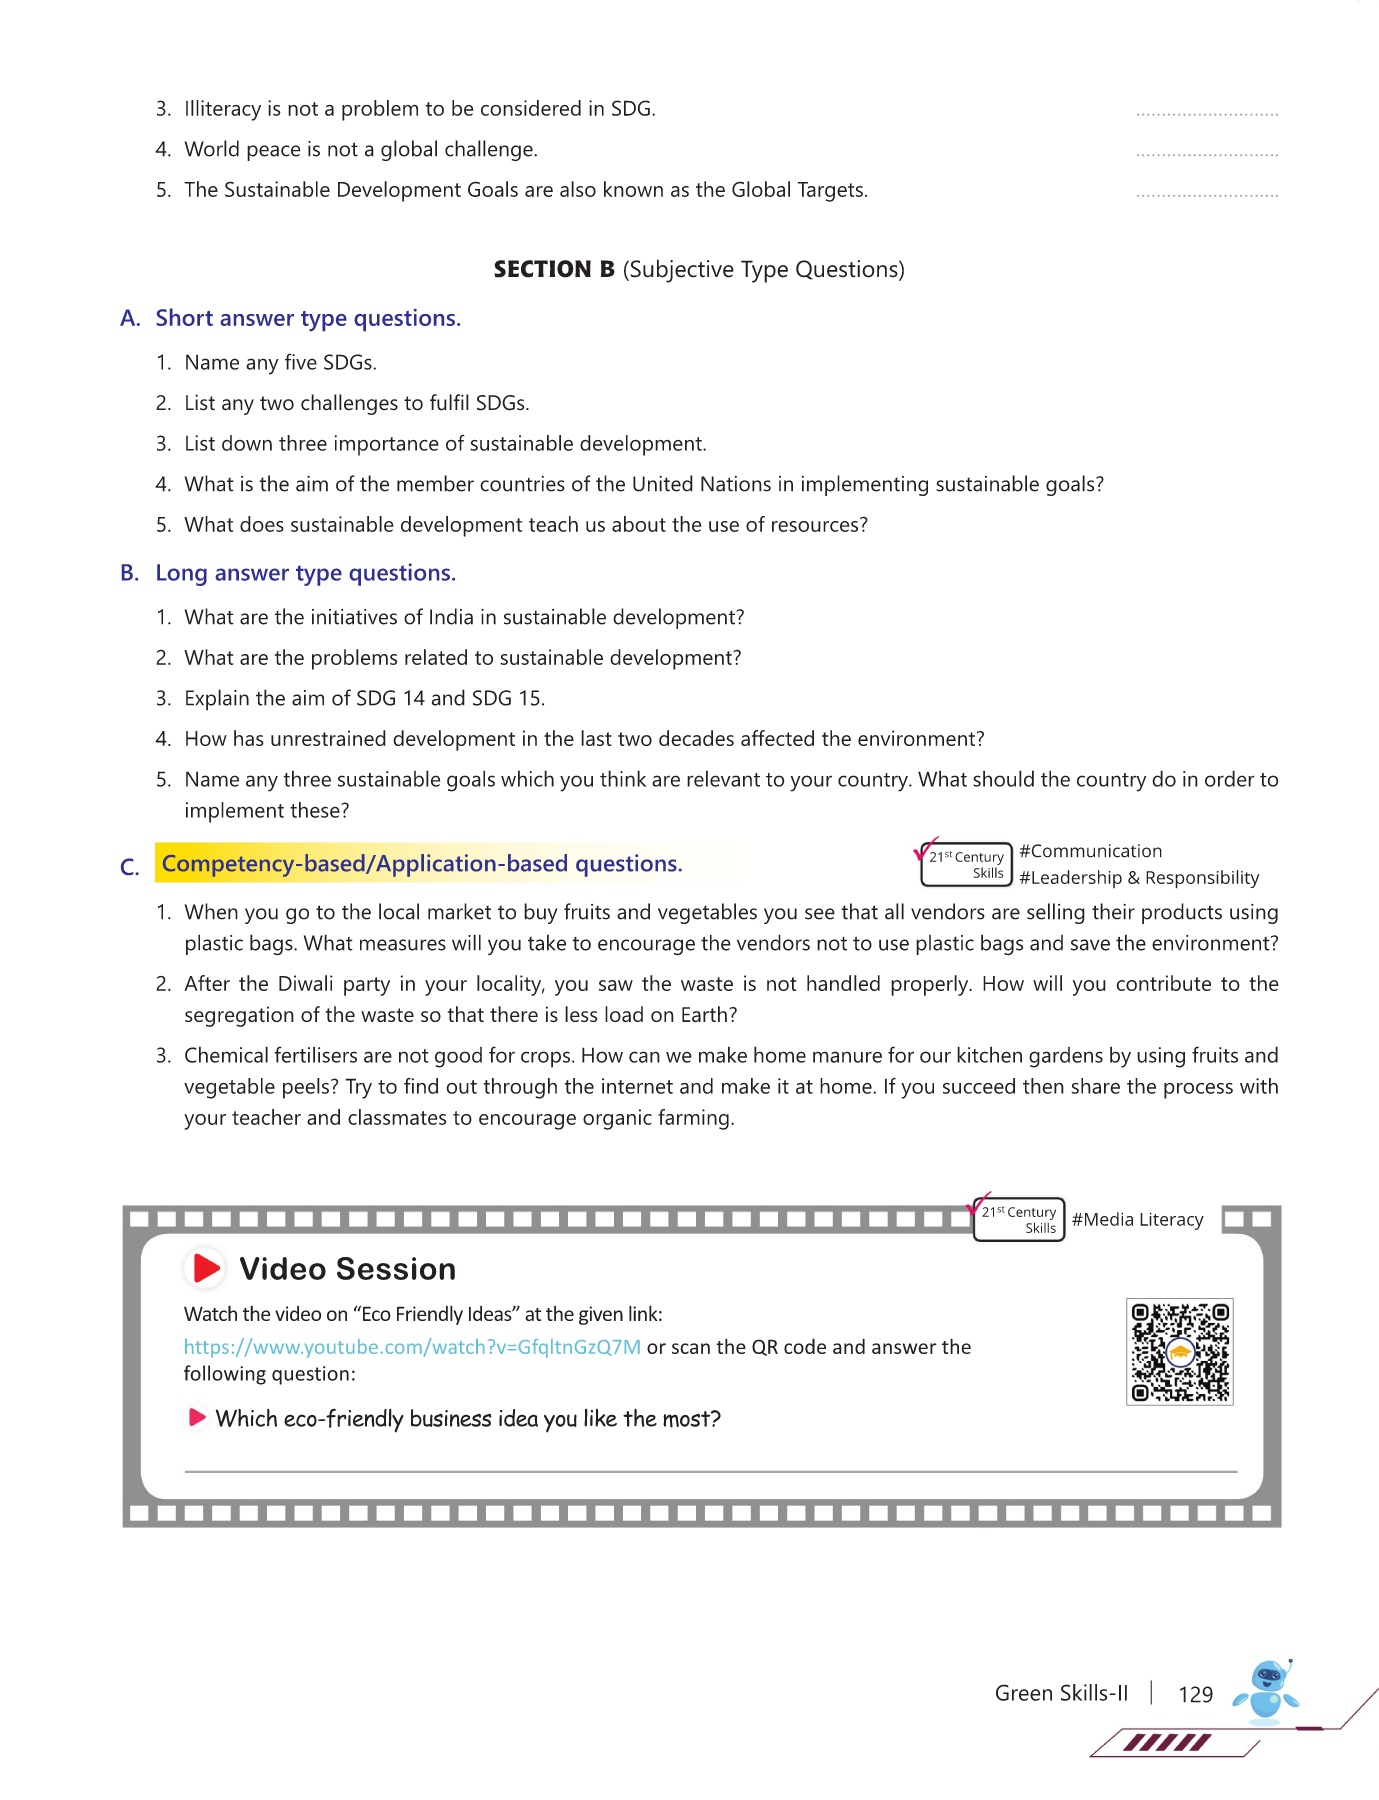 3. Illiteracy is not a problem to be considered in SDG. ............................
4. World peace is not a global challenge. ............................
5. The Sustainable Development Goals are also known as the Global Targets. ............................
SECTION B (Subjective Type Questions)
A. Short answer type questions.
1. Name any five SDGs.
2. List any two challenges to fulfil SDGs.
3. List down three importance of sustainable development.
4. What is the aim of the member countries of the United Nations in implementing sustainable goals?
5. What does sustainable development teach us about the use of resources?
B. Long answer type questions.
1. What are the initiatives of India in sustainable development?
2. What are the problems related to sustainable development?
3. Explain the aim of SDG 14 and SDG 15.
4. How has unrestrained development in the last two decades affected the environment?
5. Name any three sustainable goals which you think are relevant to your country. What should the country do in order to
implement these?
C. Competency-based/Application-based questions.
21st Century
Skills
#Communication
#Leadership & Responsibility
1. When you go to the local market to buy fruits and vegetables you see that all vendors are selling their products using
plastic bags. What measures will you take to encourage the vendors not to use plastic bags and save the environment?
2. After the Diwali party in your locality, you saw the waste is not handled properly. How will you contribute to the
segregation of the waste so that there is less load on Earth?
3. Chemical fertilisers are not good for crops. How can we make home manure for our kitchen gardens by using fruits and
vegetable peels? Try to find out through the internet and make it at home. If you succeed then share the process with
your teacher and classmates to encourage organic farming.
21st Century
Skills
#Media Literacy
Video Session
Watch the video on “Eco Friendly Ideas” at the given link:
https://www.youtube.com/watch?v=GfqltnGzQ7M or scan the QR code and answer the
following question:
Which eco-friendly business idea you like the most?
Green Skills-II | 129